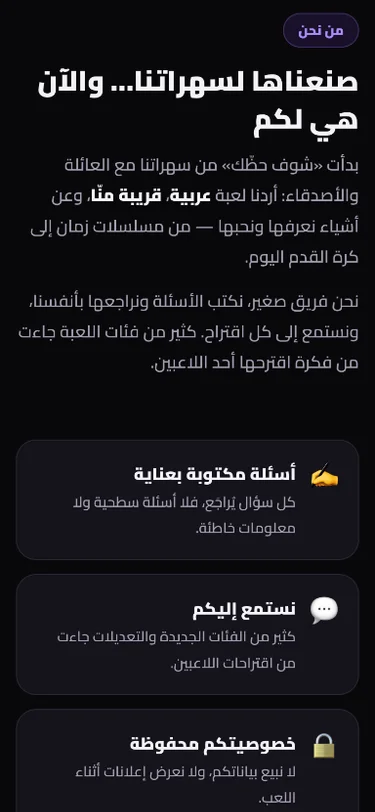 من نحن
صنعناها لسهراتنا... والآن
هي لكم
بدأت «شوف حظّك» من سهراتنا مع العائلة
والأصدقاء: أردنا لعبة عربية، قريبة منّا، وعن
أشياء نعرفها ونحبها — من مسلسلات زمان إلى
كرة القدم اليوم.
نحن فريق صغير، نكتب الأسئلة ونراجعها بأنفسنا،
ونستمع إلى كل اقتراح. كثير من فئات اللعبة جاءت
من فكرة اقترحها أحد اللاعبين.
أسئلة مكتوبة بعناية
كل سؤال يُراجَع، فلا أسئلة سطحية ولا
معلومات خاطئة.
نستمع إليكم
كثير من الفئات الجديدة والتعديلات جاءت
من اقتراحات اللاعبين.
خصوصيتكم محفوظة
لا نبيع بياناتكم، ولا نعرض إعلانات أثناء
اللعب.